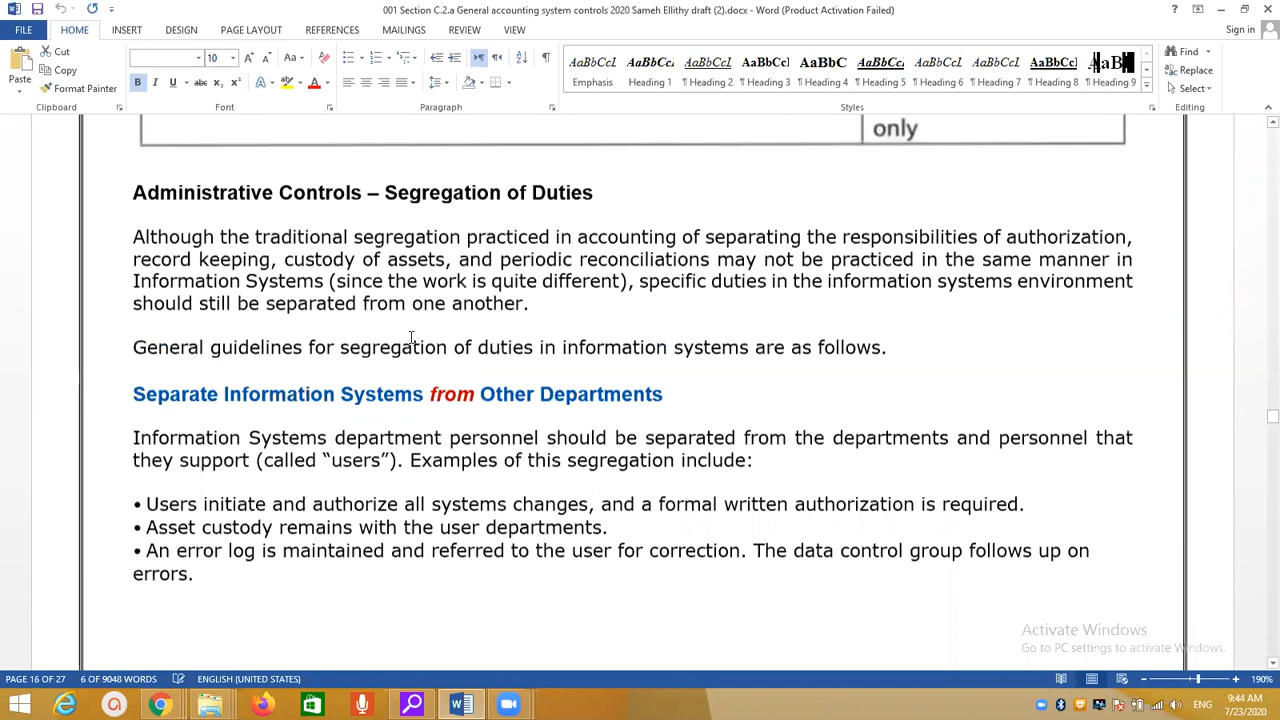 001 Section C.2.a General accounting system controls 2020 Sameh Ellithy draft (2).docx - Word (Product Activation Failed)
FILE HOME INSERT DESIGN PAGE LAYOUT REFERENCES MAILINGS REVIEW VIEW Sign in
Cut
Copy
Format Painter
Paste
Clipboard
10
Font
Paragraph
AaBbCcI AaBbCcI AaBbCcI AaBbCcI AaBbC AaBbCcI AaBbCcI AaBbCcI AaBbCcI
Emphasis Heading 1 ¶ Heading 2 ¶ Heading 3 ¶ Heading 4 ¶ Heading 5 ¶ Heading 6 ¶ Heading 7 ¶ Heading 8 ¶ Heading 9
Styles
Find
Replace
Select
Editing
only
Administrative Controls – Segregation of Duties
Although the traditional segregation practiced in accounting of separating the responsibilities of authorization,
record keeping, custody of assets, and periodic reconciliations may not be practiced in the same manner in
Information Systems (since the work is quite different), specific duties in the information systems environment
should still be separated from one another.
General guidelines for segregation of duties in information systems are as follows.
Separate Information Systems from Other Departments
Information Systems department personnel should be separated from the departments and personnel that
they support (called “users”). Examples of this segregation include:
• Users initiate and authorize all systems changes, and a formal written authorization is required.
• Asset custody remains with the user departments.
• An error log is maintained and referred to the user for correction. The data control group follows up on
errors.
Activate Windows
Go to PC settings to activate Windows.
PAGE 16 OF 27 6 OF 9048 WORDS ENGLISH (UNITED STATES) 190%
ENG
9:44 AM
7/23/2020